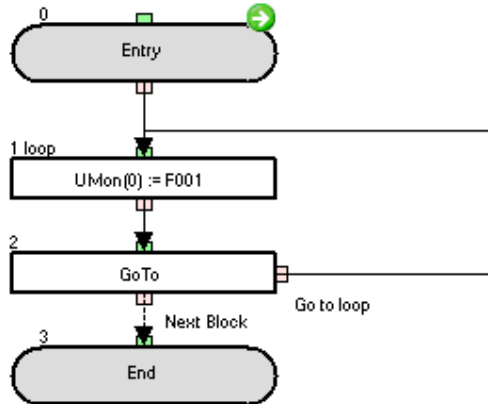 0
Entry
1 loop
UMon(0) := F001
2
GoTo
Go to loop
Next Block
3
End